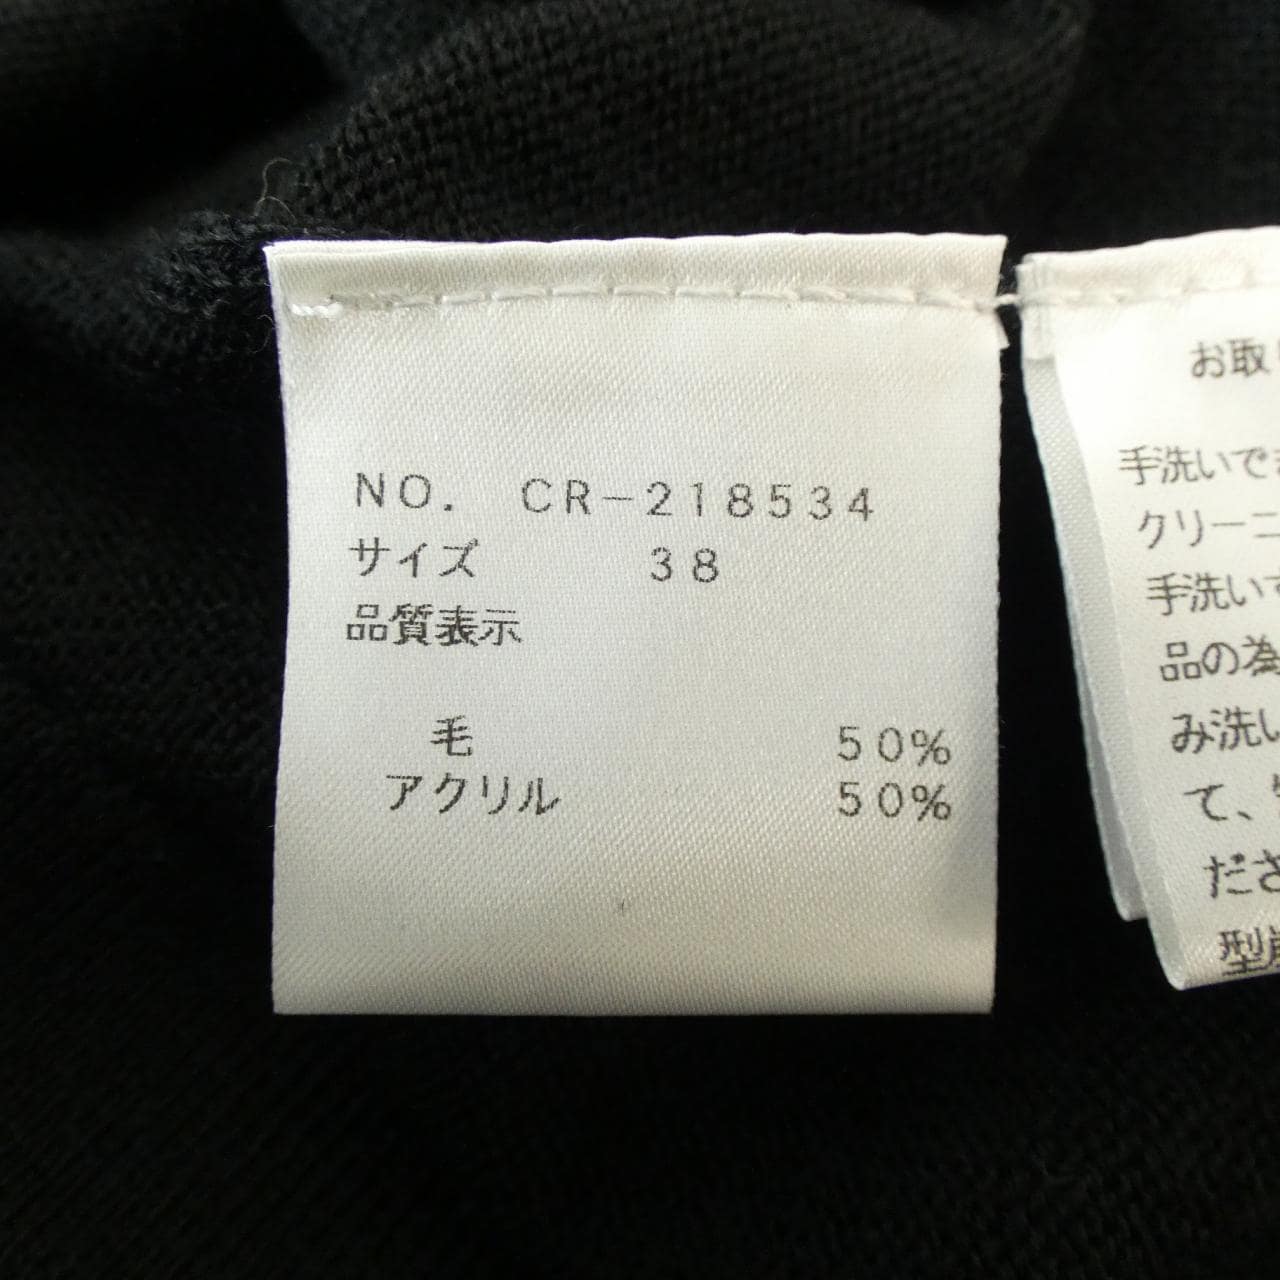 NO. CR-218534
サイズ 38
品質表示
毛 50%
アクリル 50%
お取
手洗いで
クリーニ
手洗い
品の為
み洗い
て、
ださ
型